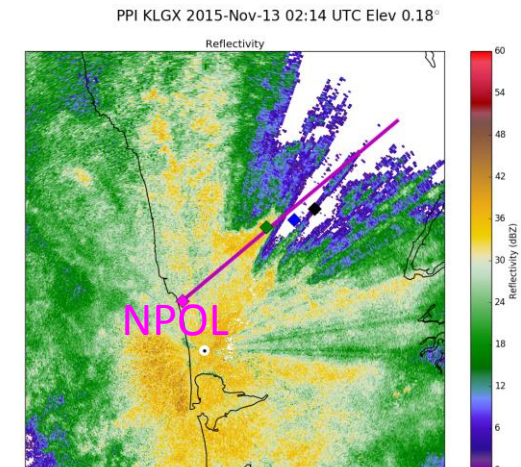 PPI KLGX 2015-Nov-13 02:14 UTC Elev 0.18°
Reflectivity
60
54
48
42
36
30
24
18
12
6
Reflectivity (dBZ)
NPOL